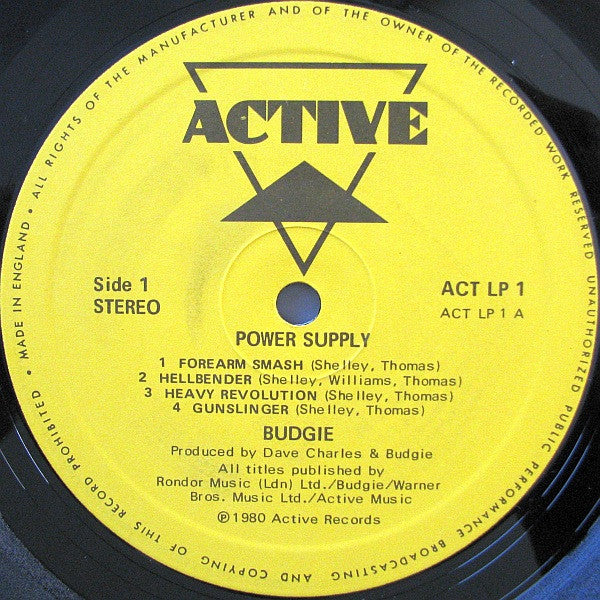 ALL RIGHTS OF THE MANUFACTURER AND OF THE OWNER OF THE RECORDED WORK RESERVED UNAUTHORIZED PUBLIC PERFORMANCE BROADCASTING AND COPYING OF THIS RECORD PROHIBITED • MADE IN ENGLAND •
ACTIVE
Side 1
STEREO
ACT LP 1
ACT LP 1 A
POWER SUPPLY
1 FOREARM SMASH (Shelley, Thomas)
2 HELLBENDER (Shelley, Williams, Thomas)
3 HEAVY REVOLUTION (Shelley, Thomas)
4 GUNSLINGER (Shelley, Thomas)
BUDGIE
Produced by Dave Charles & Budgie
All titles published by
Rondor Music (Ldn) Ltd./Budgie/Warner
Bros. Music Ltd./Active Music
℗1980 Active Records